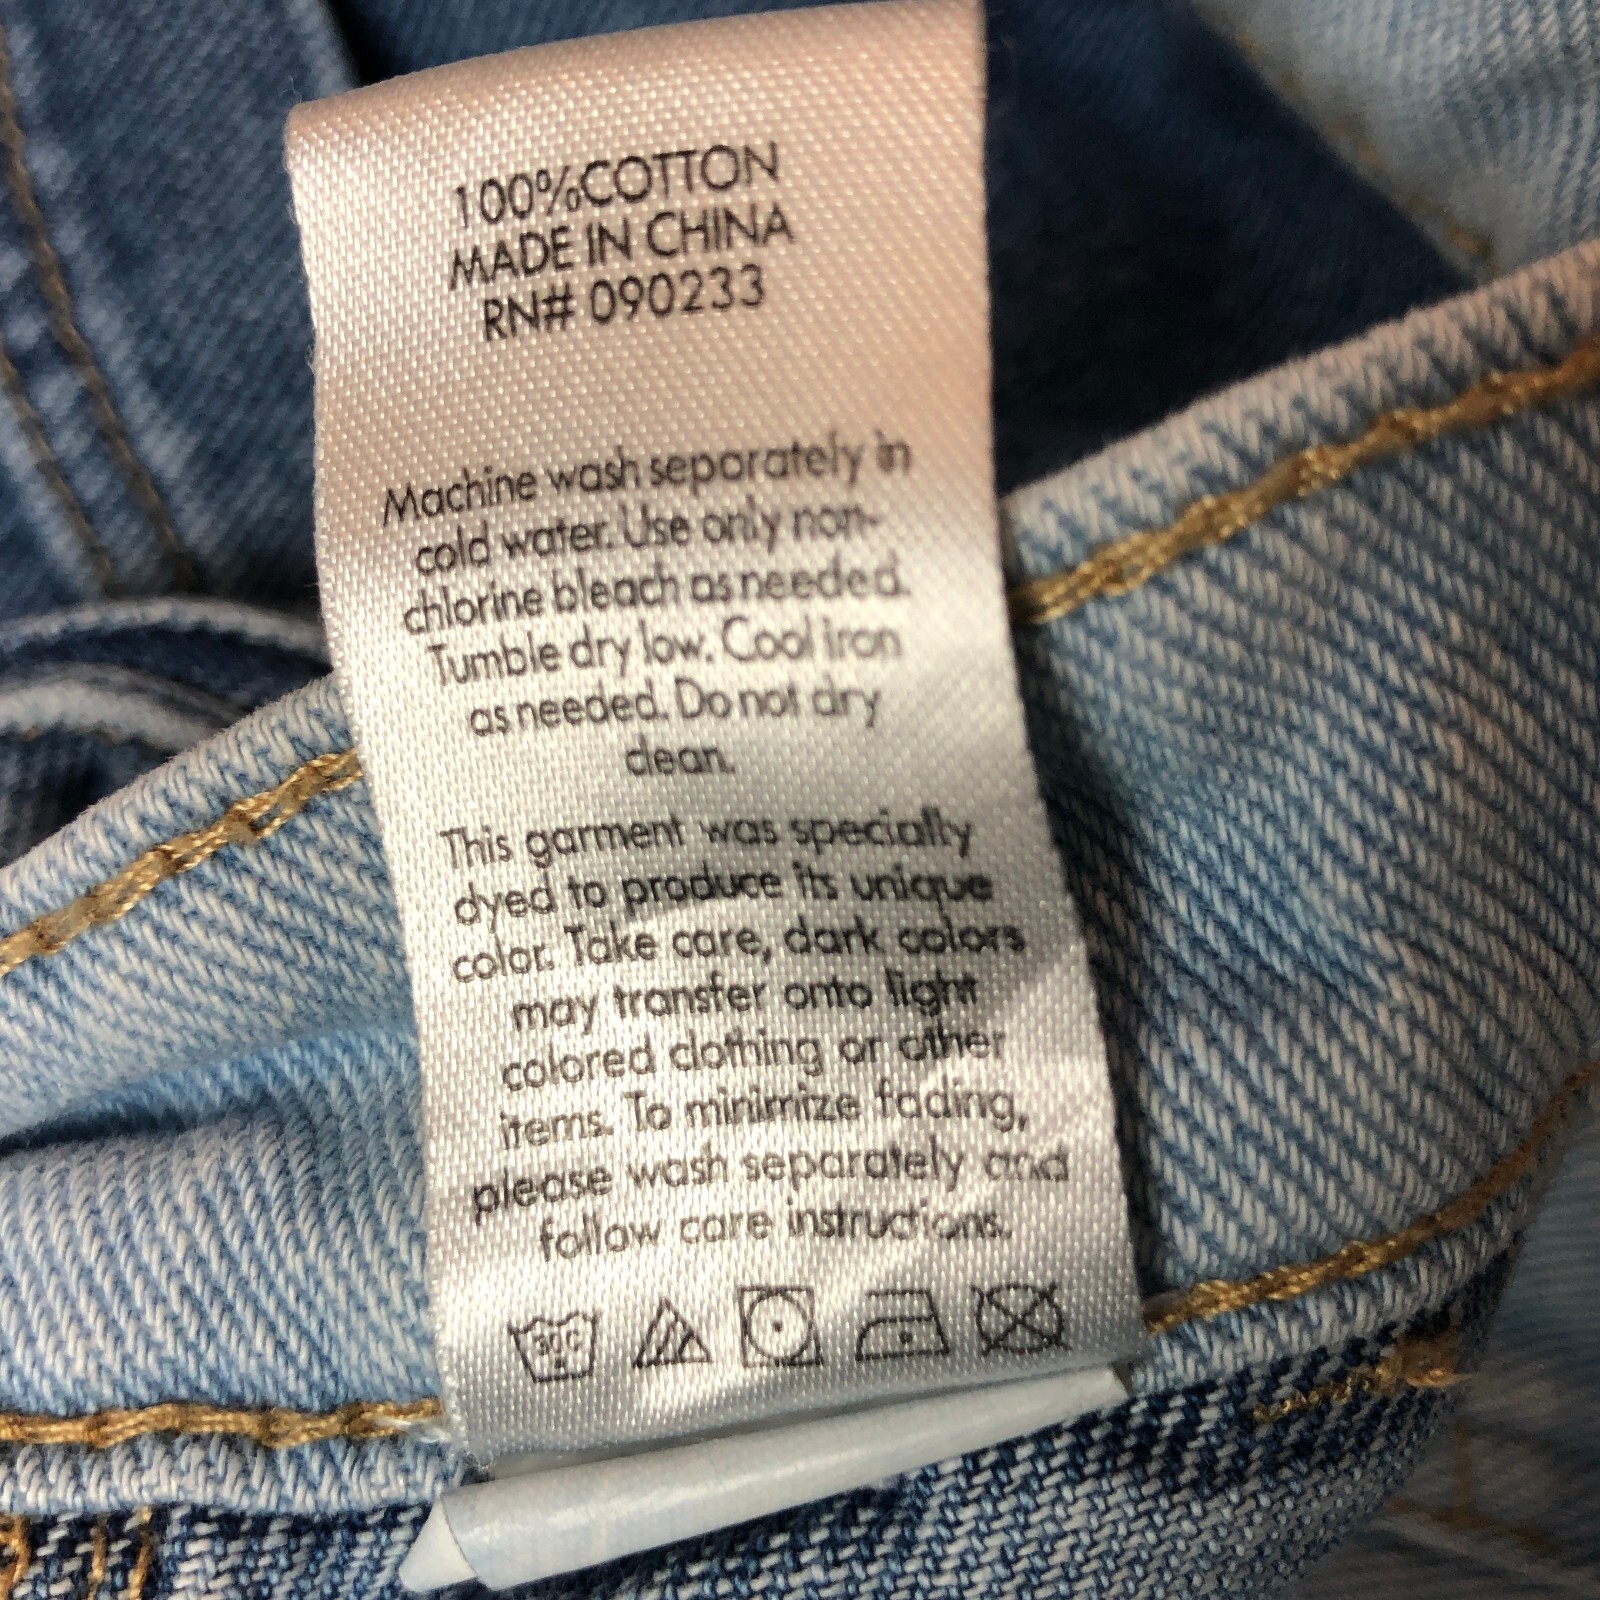 100%COTTON
MADE IN CHINA
RN# 090233
Machine wash separately in
cold water. Use only non-
chlorine bleach as needed.
Tumble dry low. Cool iron
as needed. Do not dry
clean.
This garment was specially
dyed to produce its unique
color. Take care, dark colors
may transfer onto light
colored clothing or other
items. To minimize fading,
please wash separately and
follow care instructions.
30C